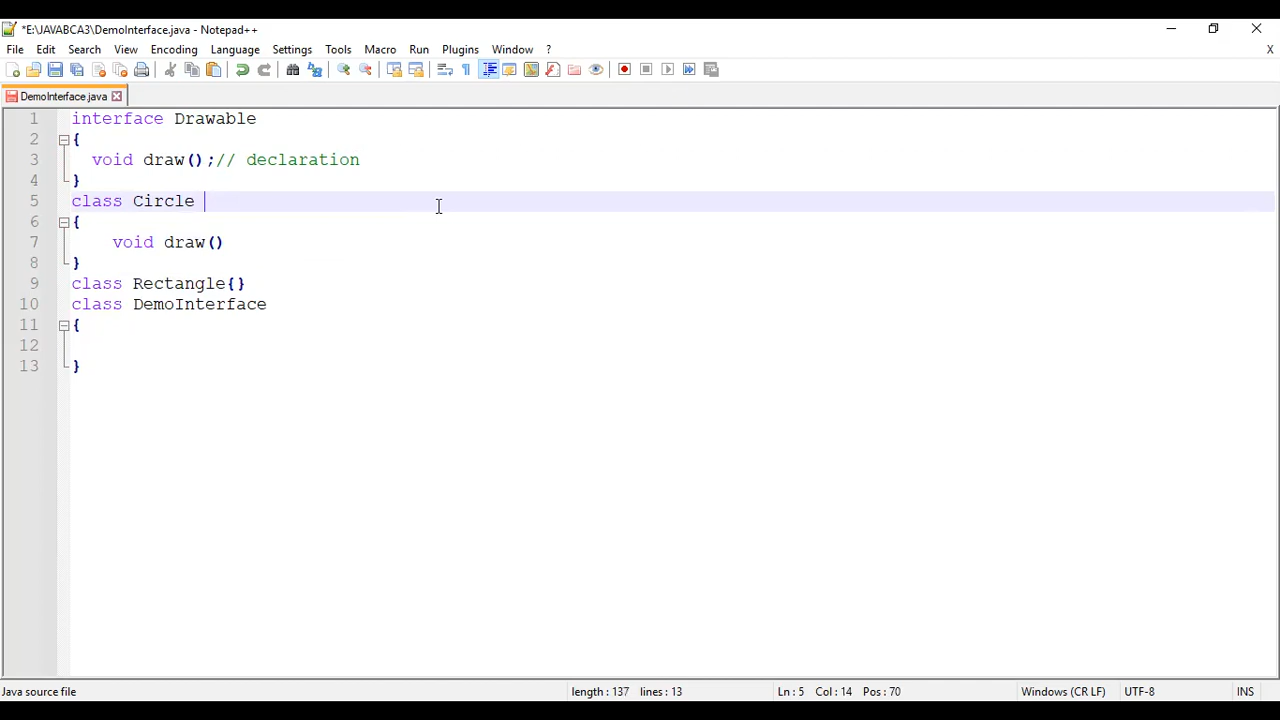 *E:\JAVABCA3\DemoInterface.java - Notepad++
File Edit Search View Encoding Language Settings Tools Macro Run Plugins Window ? X
DemoInterface.java
1 interface Drawable
2 {
3 void draw();// declaration
4 }
5 class Circle
6 {
7 void draw()
8 }
9 class Rectangle{}
10 class DemoInterface
11 {
12
13 }
Java source file length : 137 lines : 13 Ln : 5 Col : 14 Pos : 70 Windows (CR LF) UTF-8 INS